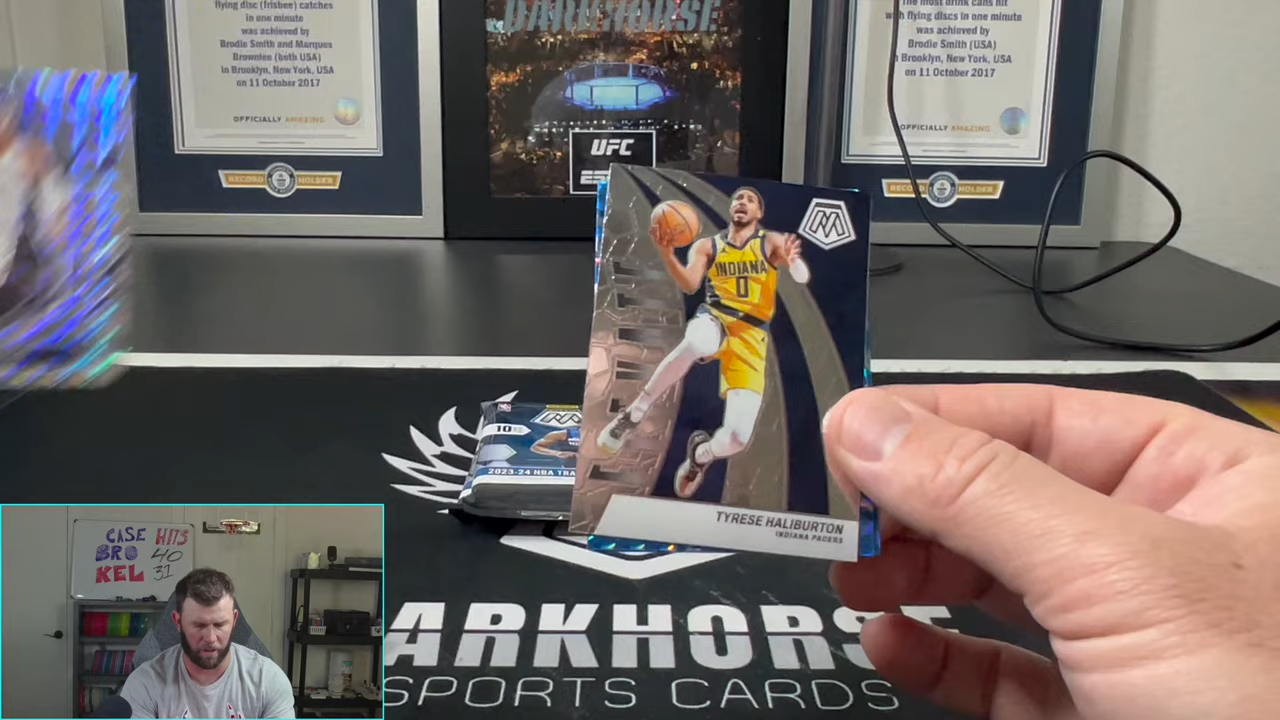 flying disc (frisbee) catches
in one minute
was achieved by
Brodie Smith and Marques
Brownlee (both USA)
in Brooklyn, New York, USA
on 11 October 2017
OFFICIALLY AMAZING
RECORD HOLDER
DARKHORSE
UFC
The most drink cans hit
with flying discs in one minute
was achieved by
Brodie Smith (USA)
in Brooklyn, New York, USA
on 11 October 2017
OFFICIALLY AMAZING
RECORD HOLDER
M
INDIANA
0
TYRESE HALIBURTON
INDIANA PACERS
10
2023-24 NBA TRA
CASE HITS
BRO 40
KEL 31
ARKHORSE
SPORTS CARDS